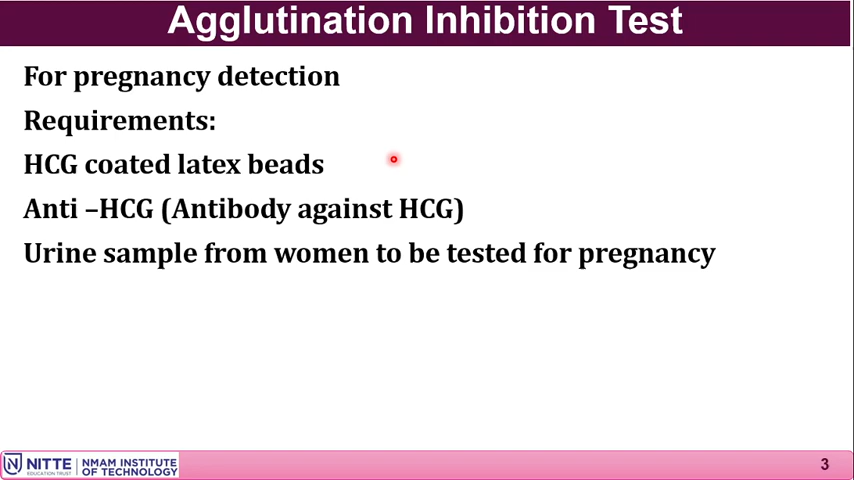 Agglutination Inhibition Test
For pregnancy detection
Requirements:
HCG coated latex beads
Anti –HCG (Antibody against HCG)
Urine sample from women to be tested for pregnancy
NITTE
EDUCATION TRUST
NMAM INSTITUTE
OF TECHNOLOGY
3